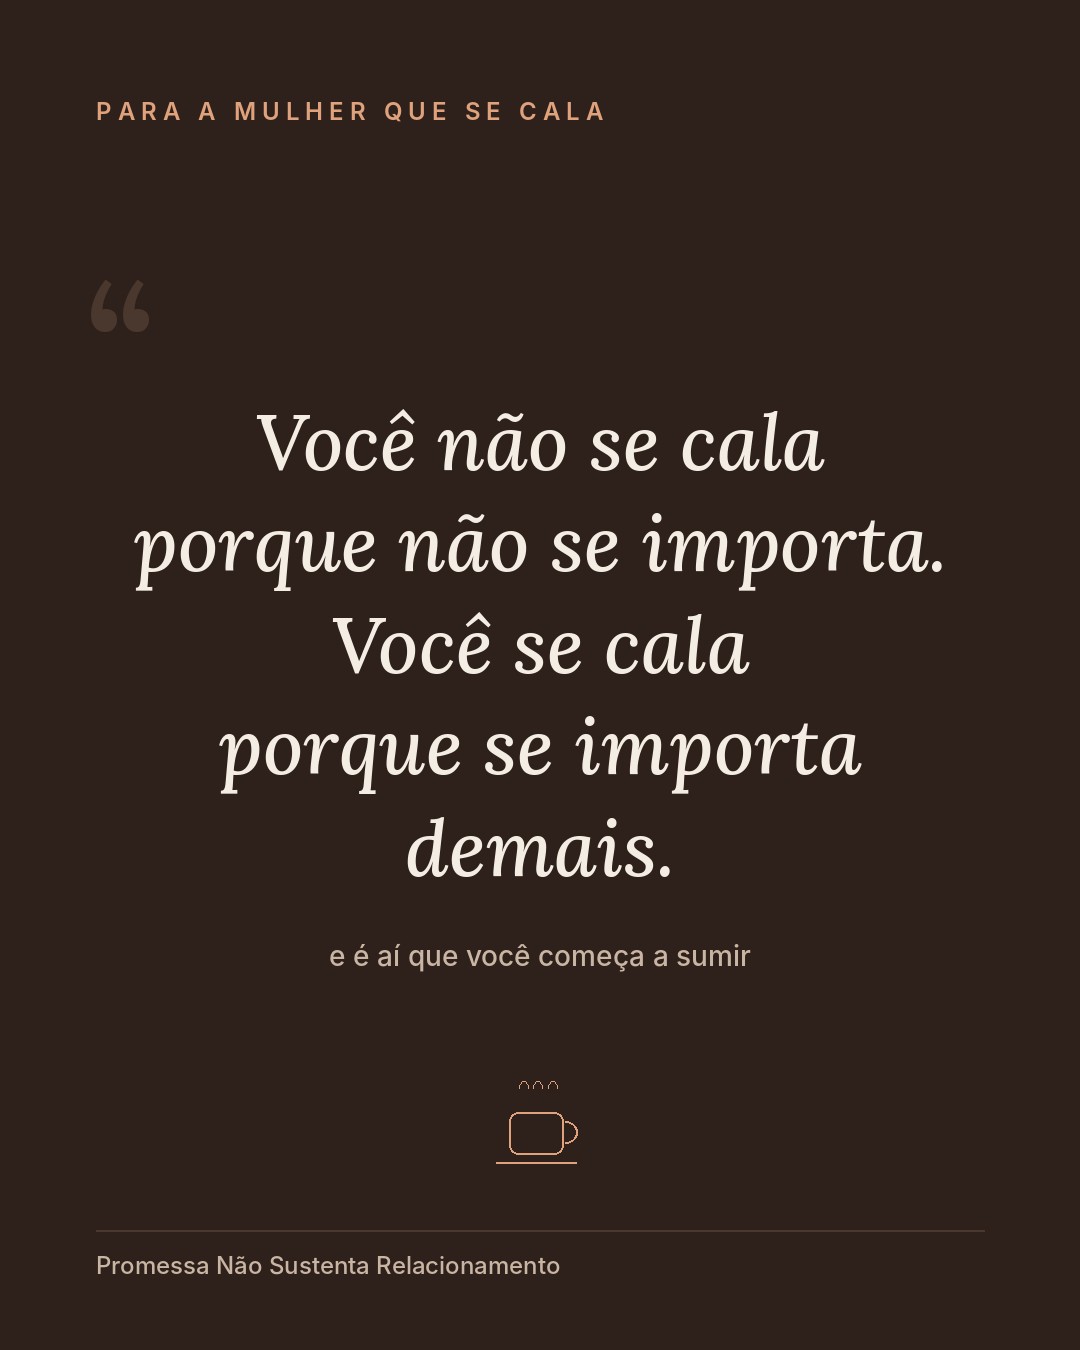 PARA A MULHER QUE SE CALA
“
Você não se cala
porque não se importa.
Você se cala
porque se importa
demais.
e é aí que você começa a sumir
Promessa Não Sustenta Relacionamento